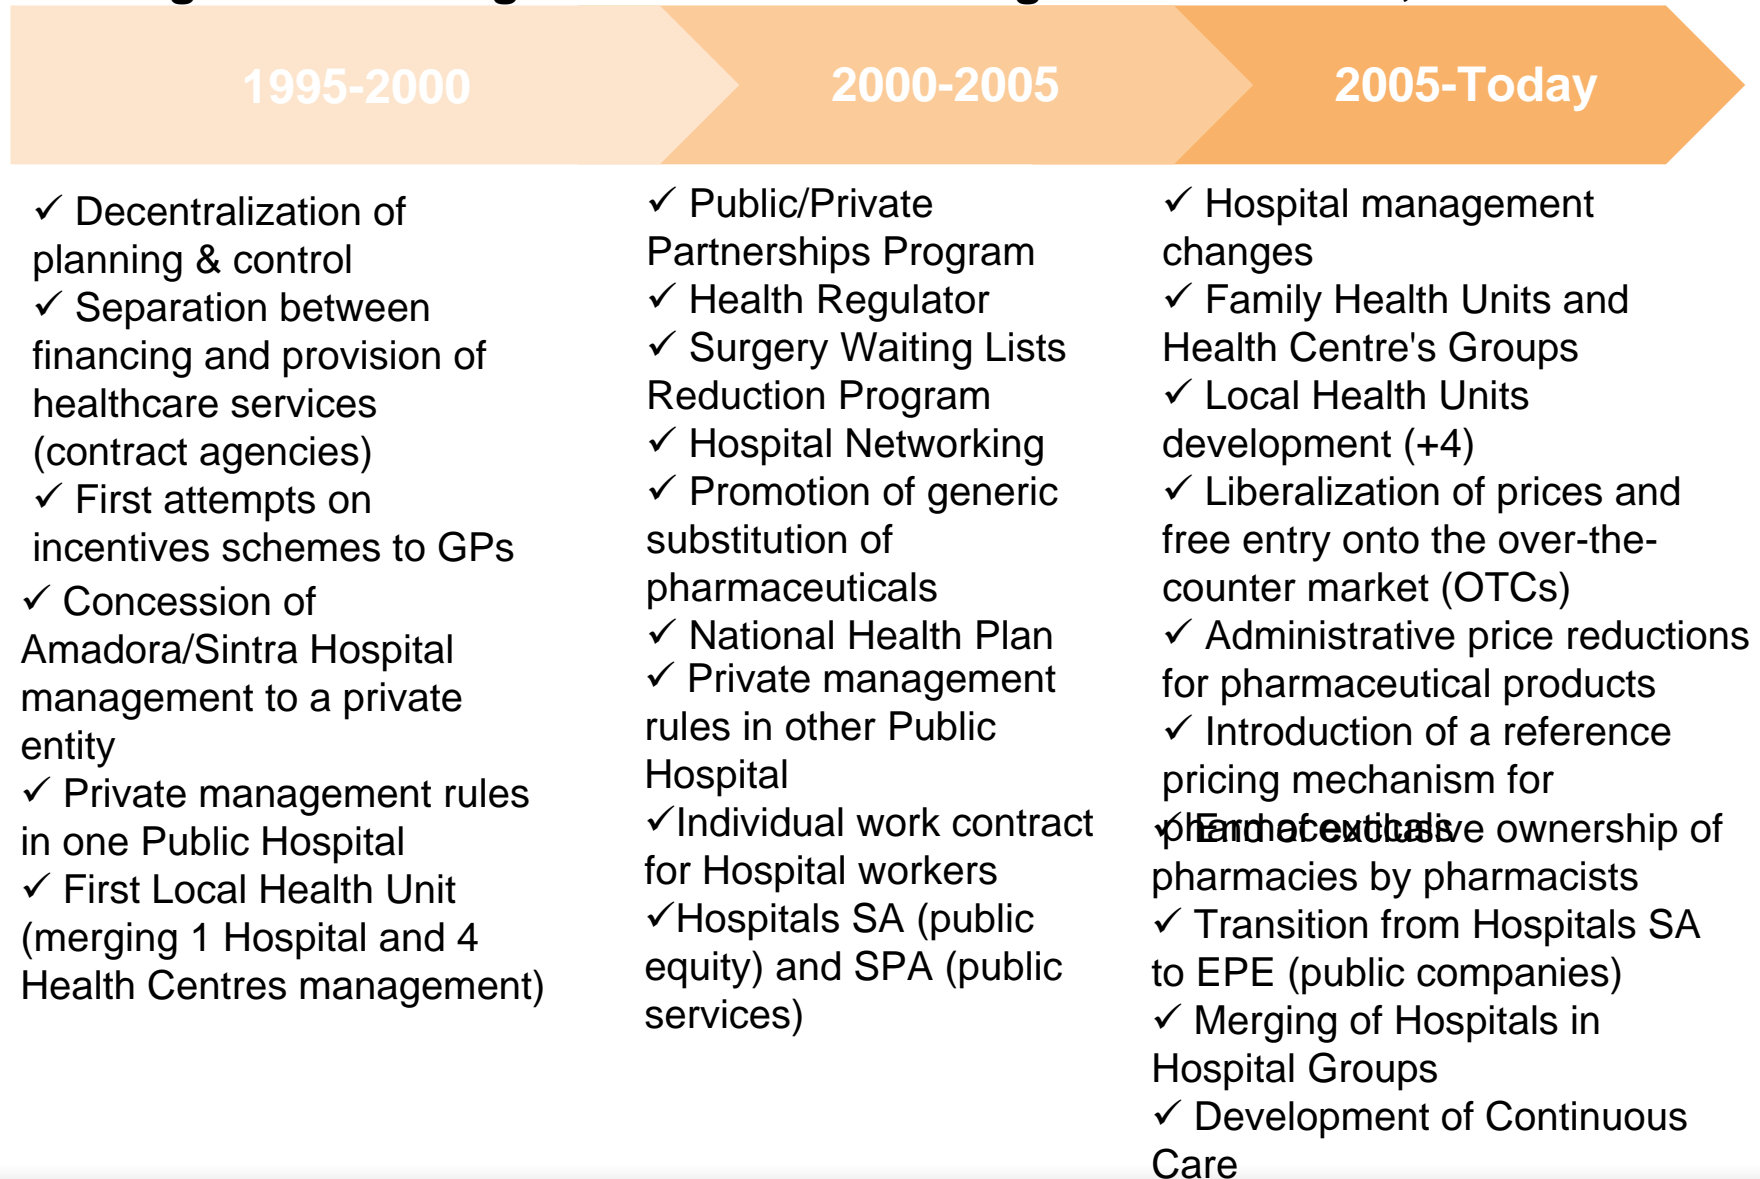 1995-2000
2000-2005
2005-Today
✓ Decentralization of
planning & control
✓ Separation between
financing and provision of
healthcare services
(contract agencies)
✓ First attempts on
incentives schemes to GPs
✓ Concession of
Amadora/Sintra Hospital
management to a private
entity
✓ Private management rules
in one Public Hospital
✓ First Local Health Unit
(merging 1 Hospital and 4
Health Centres management)
✓ Public/Private
Partnerships Program
✓ Health Regulator
✓ Surgery Waiting Lists
Reduction Program
✓ Hospital Networking
✓ Promotion of generic
substitution of
pharmaceuticals
✓ National Health Plan
✓ Private management
rules in other Public
Hospital
✓Individual work contract
for Hospital workers
✓Hospitals SA (public
equity) and SPA (public
services)
✓ Hospital management
changes
✓ Family Health Units and
Health Centre's Groups
✓ Local Health Units
development (+4)
✓ Liberalization of prices and
free entry onto the over-the-
counter market (OTCs)
✓ Administrative price reductions
for pharmaceutical products
✓ Introduction of a reference
pricing mechanism for
pharmaceuticals
✓ End of exclusive ownership of
pharmacies by pharmacists
✓ Transition from Hospitals SA
to EPE (public companies)
✓ Merging of Hospitals in
Hospital Groups
✓ Development of Continuous
Care